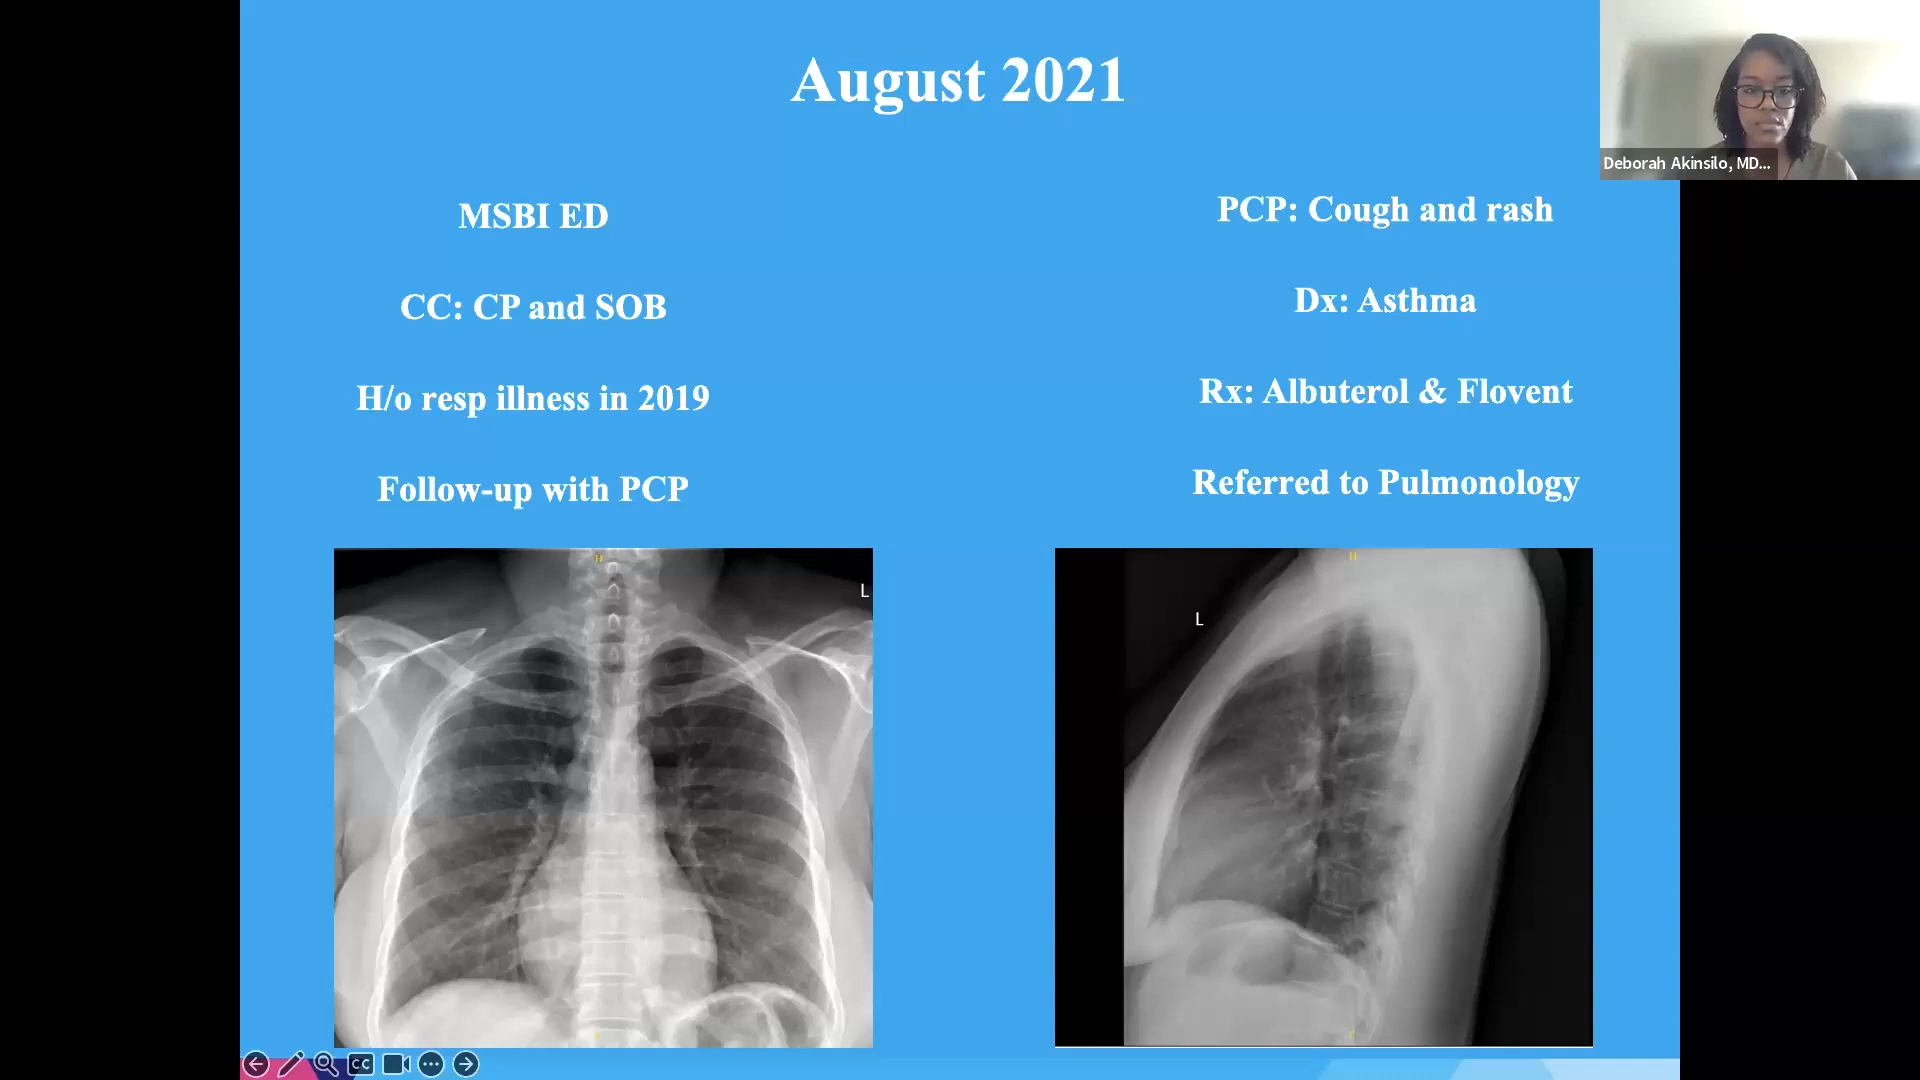 August 2021
Deborah Akinsilo, MD...
MSBI ED
CC: CP and SOB
H/o resp illness in 2019
Follow-up with PCP
PCP: Cough and rash
Dx: Asthma
Rx: Albuterol & Flovent
Referred to Pulmonology
H
L
H
L
F
F
CC